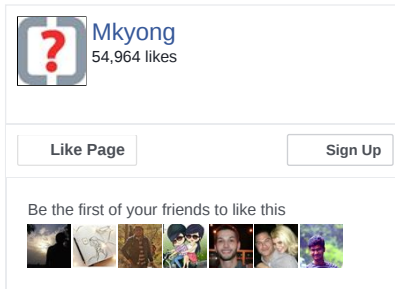 Mkyong
54,964 likes
Like Page
Sign Up
Be the first of your friends to like this